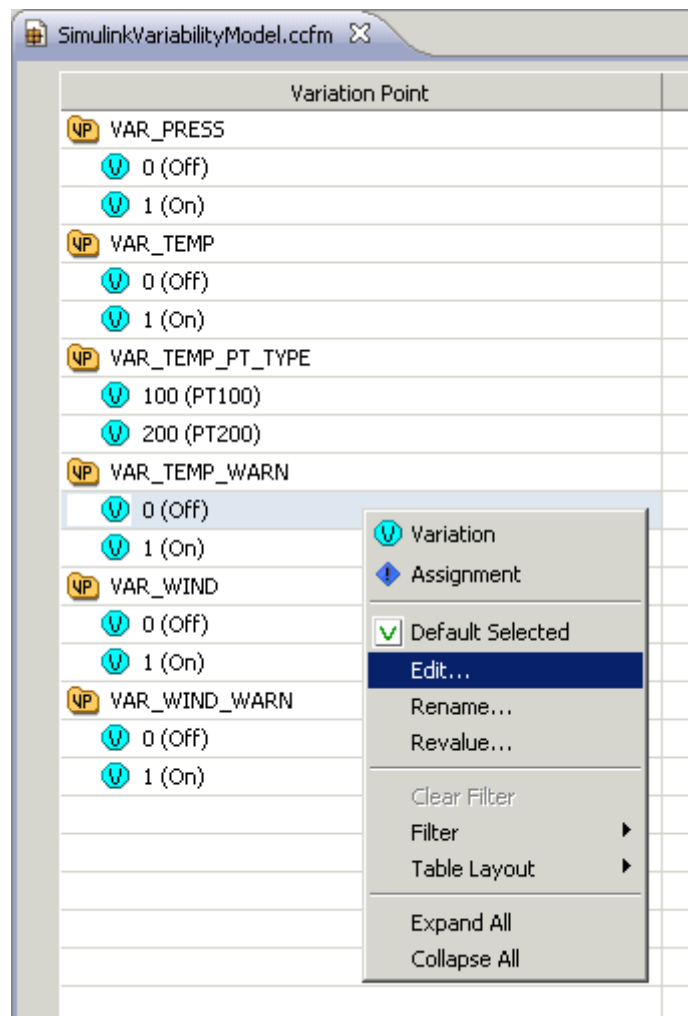 SimulinkVariabilityModel.ccfm
Variation Point
VP VAR_PRESS
V 0 (Off)
V 1 (On)
VP VAR_TEMP
V 0 (Off)
V 1 (On)
VP VAR_TEMP_PT_TYPE
V 100 (PT100)
V 200 (PT200)
VP VAR_TEMP_WARN
V 0 (Off)
V 1 (On)
VP VAR_WIND
V 0 (Off)
V 1 (On)
VP VAR_WIND_WARN
V 0 (Off)
V 1 (On)
V Variation
! Assignment
Default Selected
Edit...
Rename...
Revalue...
Clear Filter
Filter
Table Layout
Expand All
Collapse All